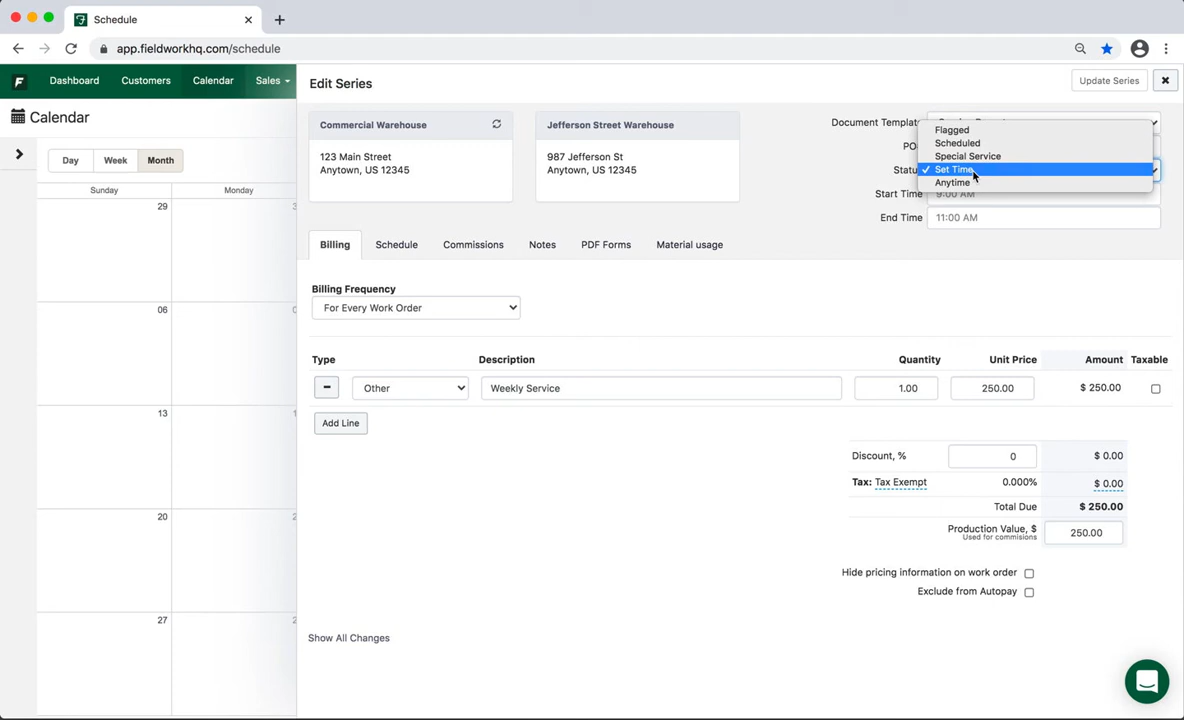 Schedule
app.fieldworkhq.com/schedule
F
Dashboard
Customers
Calendar
Sales
Calendar
Day
Week
Month
Sunday
Monday
29
3
06
0
13
20
2
27
2
Edit Series
Update Series
Commercial Warehouse
123 Main Street
Anytown, US 12345
Jefferson Street Warehouse
987 Jefferson St
Anytown, US 12345
Document Template
Flagged
Scheduled
Special Service
✓ Set Time
Anytime
Start Time
9:00 AM
End Time
11:00 AM
Billing
Schedule
Commissions
Notes
PDF Forms
Material usage
Billing Frequency
For Every Work Order
Type
Description
Quantity
Unit Price
Amount
Taxable
Other
Weekly Service
1.00
250.00
$ 250.00
Add Line
Discount, %
0
$ 0.00
Tax: Tax Exempt
0.000%
$ 0.00
Total Due
$ 250.00
Production Value, $
Used for commisions
250.00
Hide pricing information on work order
Exclude from Autopay
Show All Changes